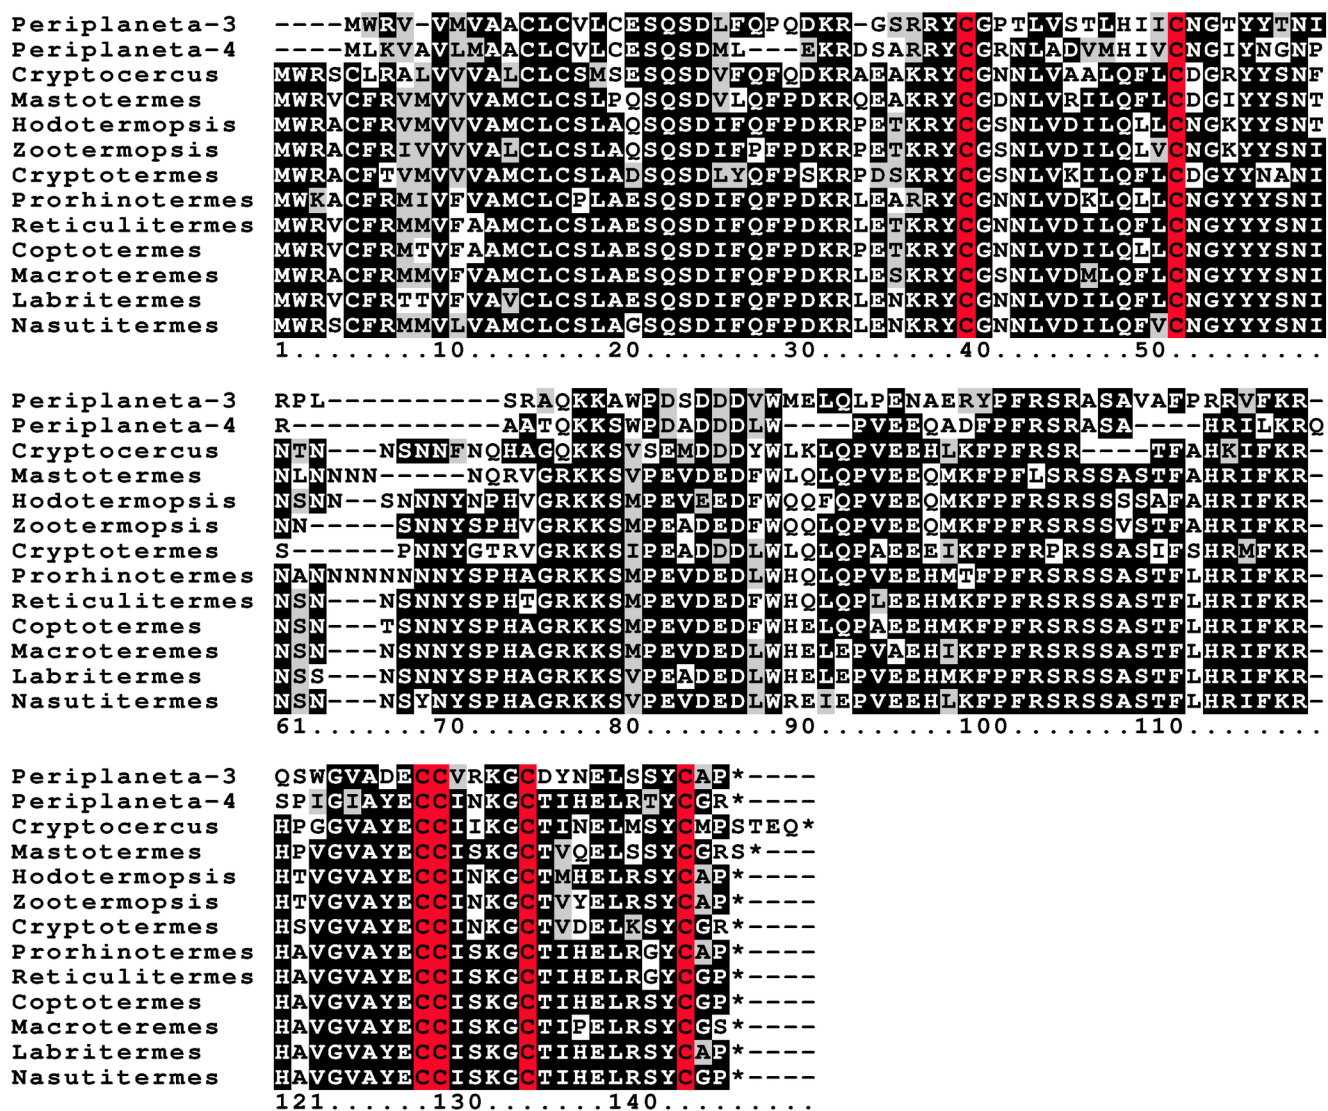 Periplaneta-3 ----MWRV-VMVAACLCVLCESQSDLFQPQDKR-GSRRYCGPTLVSTLHIICNGTYYTNI
Periplaneta-4 ----MLKVAVLMAACLCVLCESQSDML---EKRDSARRYCGRNLADVMHIVCNGIYNGNP
Cryptocercus MWRSCLRALVVVALCLCSMSESQSDVFQFQDKRAEAKRYCGNNLVAALQFLCDGRYYSNF
Mastotermes MWRVCFRVMVVVAMCLCSLPQSQSDVLQFPDKRQEAKRYCGDNLVRILQFLCDGIYYSNT
Hodotermopsis MWRACFRVMVVVAMCLCSLAQSQSDIFQFPDKRPETKRYCGSNLVDILQLLCNGKYYSNT
Zootermopsis MWRACFRIVVVVALCLCSLAQSQSDIFPFPDKRPETKRYCGSNLVDILQLVCNGKYYSNI
Cryptotermes MWRACFTVMVVVAMCLCSLADSQSDLYQFPSKRPDSKRYCGSNLVKILQFLCDGYYNANI
Prorhinotermes MWKACFRMIVFVAMCLCPLAESQSDIFQFPDKRLEARRYCGNNLVDKLQLLCNGYYYSNI
Reticulitermes MWRVCFRMMVFAAMCLCSLAESQSDIFQFPDKRLETKRYCGNNLVDILQFLCNGYYYSNI
Coptotermes MWRVCFRMTVFAAMCLCSLAESQSDIFQFPDKRPETKRYCGNNLVDILQLLCNGYYYSNI
Macroteremes MWRACFRMMVFVAMCLCSLAESQSDIFQFPDKRLESKRYCGSNLVDMLQFLCNGYYYSNI
Labritermes MWRVCFRTTVFVAVCLCSLAESQSDIFQFPDKRLENKRYCGNNLVDILQFLCNGYYYSNI
Nasutitermes MWRSCFRMMVLVAMCLCSLAGSQSDIFQFPDKRLENKRYCGNNLVDILQFVCNGYYYSNI
1........10........20........30........40........50.........
Periplaneta-3 RPL----------SRAQKKAWPDSDDDVWMELQLPENAERYPFRSRASAVAFPRRVFKR-
Periplaneta-4 R------------AATQKKSWPDADDDLW----PVEEQADFPFRSRASA----HRILKRQ
Cryptocercus NTN---NSNNFNQHAGQKKSVSEMDDDYWLKLQPVEEHLKFPFRSR----TFAHKIFKR-
Mastotermes NLNNNN-----NQRVGRKKSVPEVDEDFWLQLQPVEEQMKFPFLSRSSASTFAHRIFKR-
Hodotermopsis NSNN--SNNNYNPHVGRKKSMPEVEEDFWQQFQPVEEQMKFPFRSRSSSSAFAHRIFKR-
Zootermopsis NN-----SNNYSPHVGRKKSMPEADEDFWQQLQPVEEQMKFPFRSRSSVSTFAHRIFKR-
Cryptotermes S------PNNYGTRVGRKKSIPEADDDLWLQLQPAEEEIKFPFRPRSSASIFSHRMFKR-
Prorhinotermes NANNNNNNNNYSPHAGRKKSMPEVDEDLWHQLQPVEEHMTFPFRSRSSASTFLHRIFKR-
Reticulitermes NSN---NSNNYSPHTGRKKSMPEVDEDFWHQLQPLEEHMKFPFRSRSSASTFLHRIFKR-
Coptotermes NSN---TSNNYSPHAGRKKSMPEVDEDFWHELQPAEEHMKFPFRSRSSASTFLHRIFKR-
Macroteremes NSN---NSNNYSPHAGRKKSMPEVDEDLWHELEPVAEHIKFPFRSRSSASTFLHRIFKR-
Labritermes NSS---NSNNYSPHAGRKKSVPEADEDLWHELEPVEEHMKFPFRSRSSASTFLHRIFKR-
Nasutitermes NSN---NSYNYSPHAGRKKSVPEVDEDLWREIEPVEEHLKFPFRSRSSASTFLHRIFKR-
61.......70........80........90........100.......110........
Periplaneta-3 QSWGVADECCVRKGCDYNELSSYCAP*----
Periplaneta-4 SPIGIAYECCINKGCTIHELRTYCGR*----
Cryptocercus HPGGVAYECCIIKGCTINELMSYCMPSTEQ*
Mastotermes HPVGVAYECCISKGCTVQELSSYCGRS*---
Hodotermopsis HTVGVAYECCINKGCTMHELRSYCAP*----
Zootermopsis HTVGVAYECCINKGCTVYELRSYCAP*----
Cryptotermes HSVGVAYECCINKGCTVDELKSYCGR*----
Prorhinotermes HAVGVAYECCISKGCTIHELRGYCAP*----
Reticulitermes HAVGVAYECCISKGCTIHELRGYCGP*----
Coptotermes HAVGVAYECCISKGCTIHELRSYCGP*----
Macroteremes HAVGVAYECCISKGCTIPELRSYCGS*----
Labritermes HAVGVAYECCISKGCTIHELRSYCAP*----
Nasutitermes HAVGVAYECCISKGCTIHELRSYCGP*----
121......130.......140.........